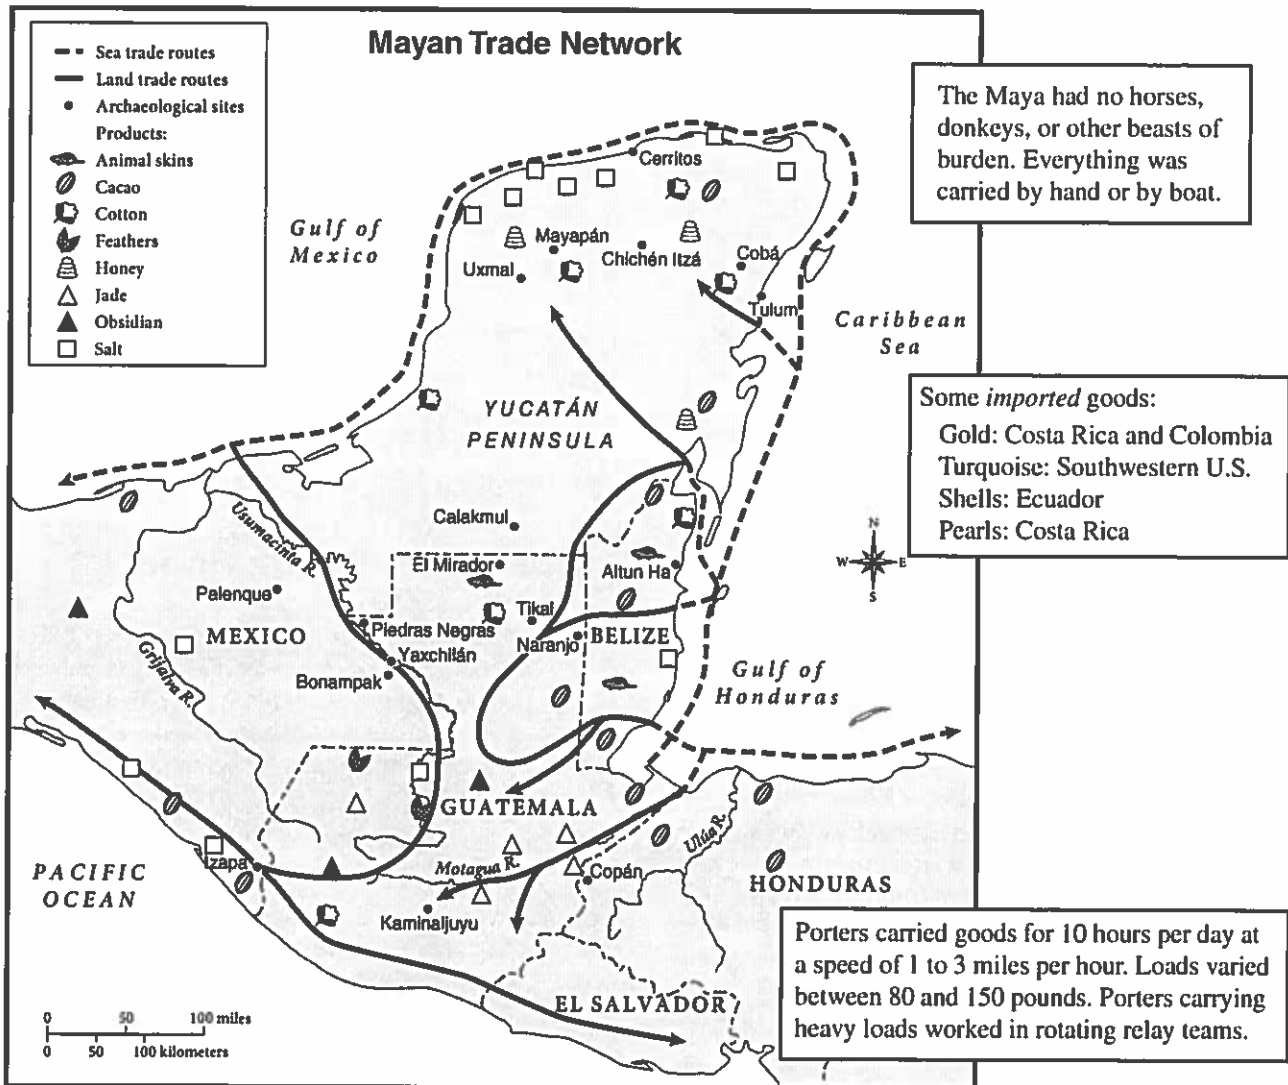 Mayan Trade Network
Sea trade routes
Land trade routes
Archaeological sites
Products:
Animal skins
Cacao
Cotton
Feathers
Honey
Jade
Obsidian
Salt
The Maya had no horses,
donkeys, or other beasts of
burden. Everything was
carried by hand or by boat.
Gulf of
Mexico
Cerritos
Mayapán
Chichén Itzá
Cobá
Uxmal
Tulum
Caribbean
Sea
Some imported goods:
Gold: Costa Rica and Colombia
Turquoise: Southwestern U.S.
Shells: Ecuador
Pearls: Costa Rica
YUCATÁN
PENINSULA
Calakmul
Usumacinta R.
El Mirador
Altun Ha
N
W
E
S
Palenque
Tikal
MEXICO
Piedras Negras
Naranjo
BELIZE
Yaxchilán
Bonampak
Grijalva R.
Gulf of
Honduras
GUATEMALA
Ulúa R.
Izapa
Motagua R.
Copán
PACIFIC
OCEAN
HONDURAS
Kaminaljuyu
EL SALVADOR
Porters carried goods for 10 hours per day at
a speed of 1 to 3 miles per hour. Loads varied
between 80 and 150 pounds. Porters carrying
heavy loads worked in rotating relay teams.
0 50 100 miles
0 50 100 kilometers